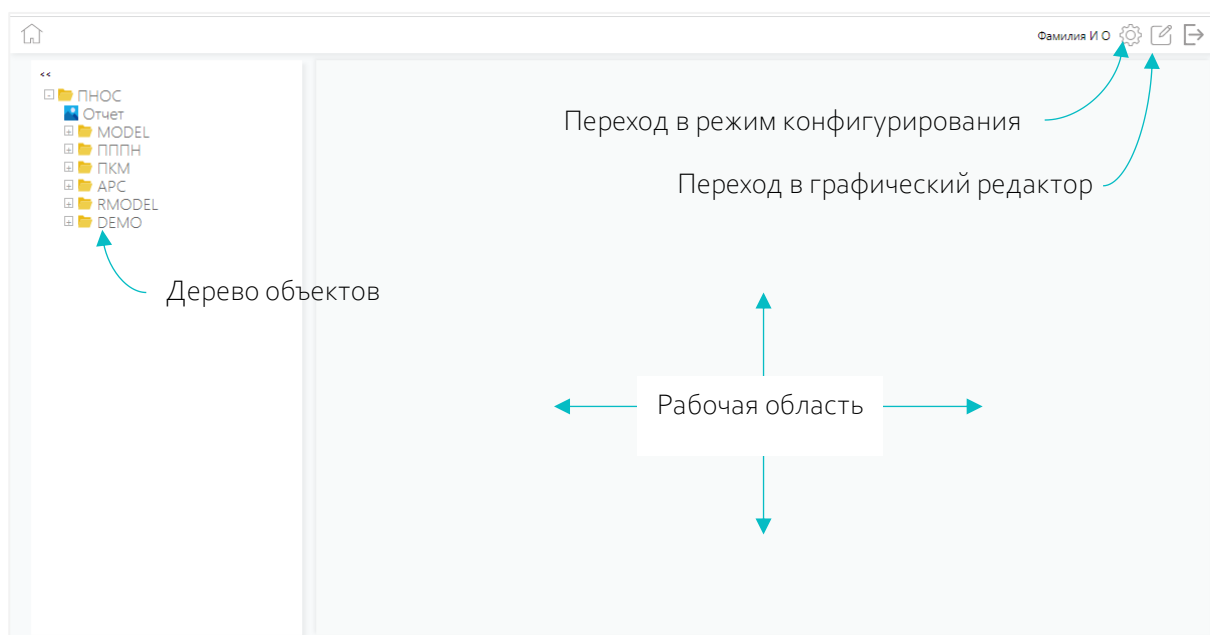 Фамилия И О
<<
ПНОС
Отчет
MODEL
ПППН
ПКМ
APC
RMODEL
DEMO
Переход в режим конфигурирования
Переход в графический редактор
Дерево объектов
Рабочая область